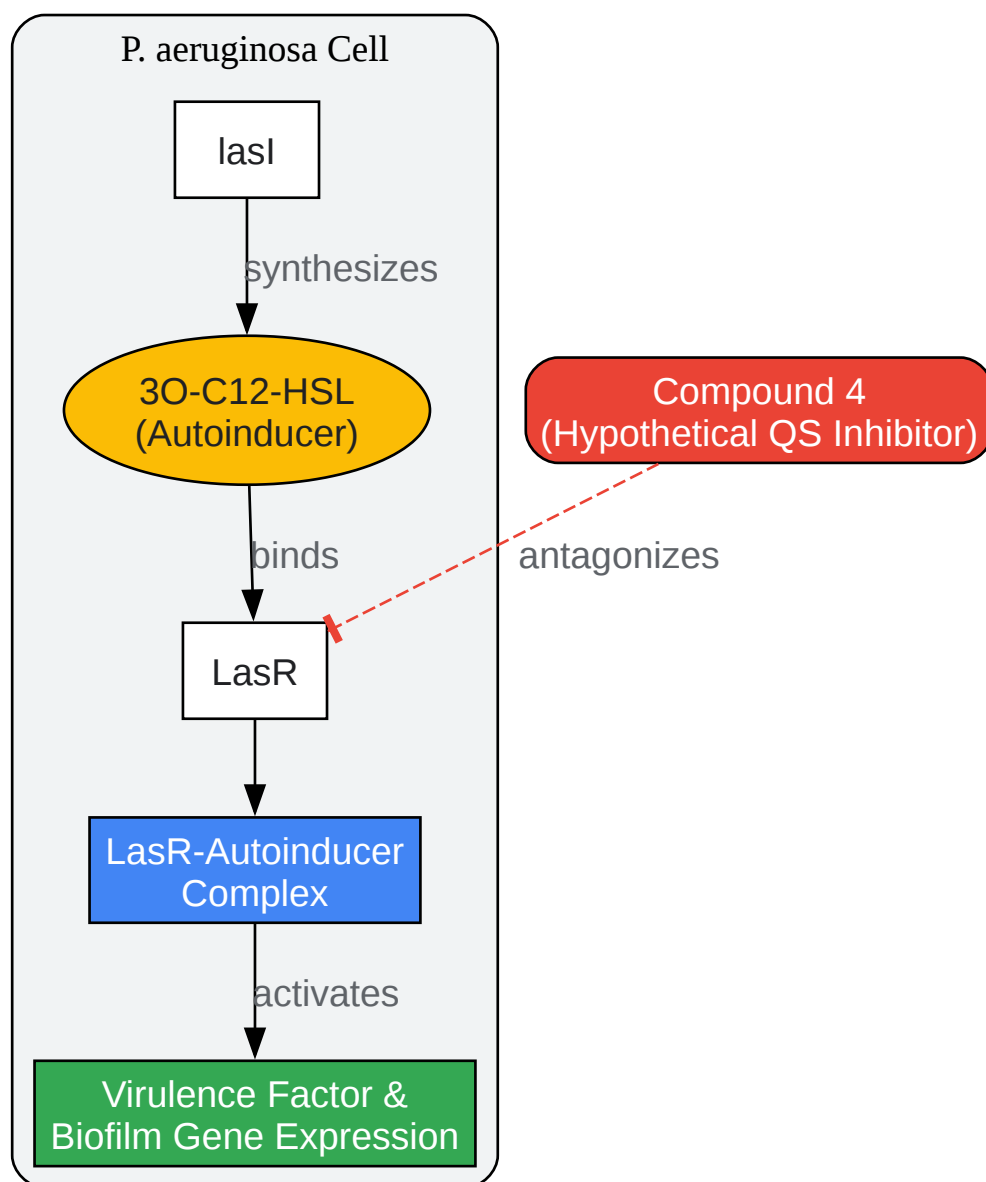 P. aeruginosa Cell
lasI
synthesizes
3O-C12-HSL
(Autoinducer)
Compound 4
(Hypothetical QS Inhibitor)
binds
antagonizes
LasR
LasR-Autoinducer
Complex
activates
Virulence Factor &
Biofilm Gene Expression